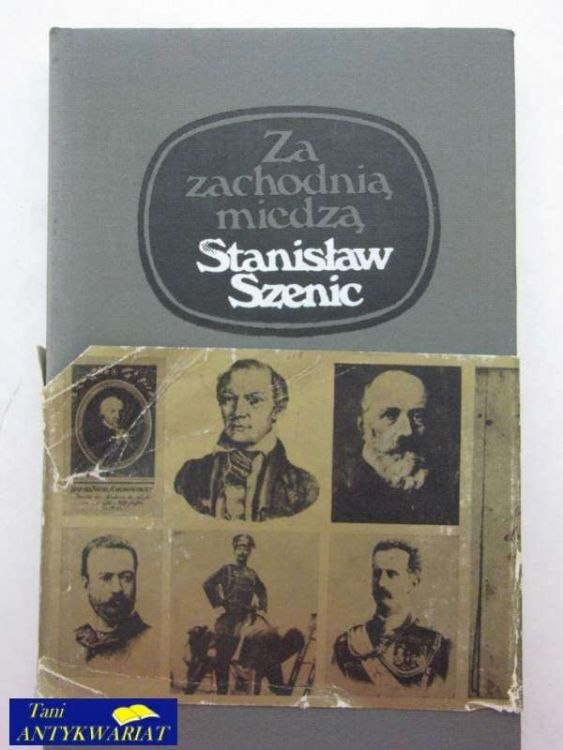 Za
zachodnią
miedzą
Stanisław
Szenic
Tani
ANTYKWARIAT